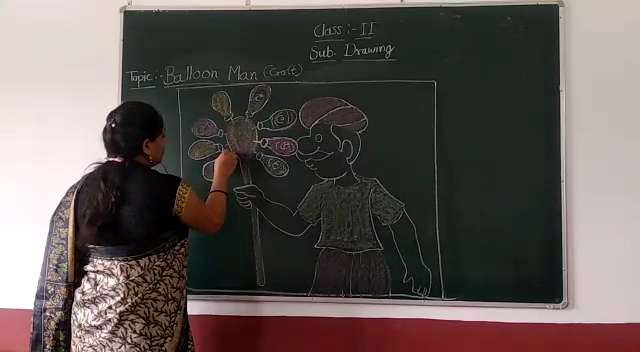 Class :- II
Sub. Drawing
Topic :- Balloon Man (Craft)